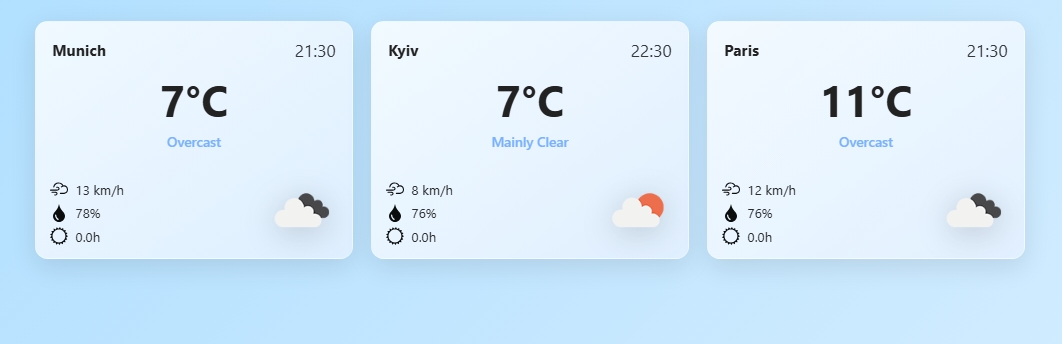 Munich 21:30
7°C
Overcast
13 km/h
78%
0.0h
Kyiv 22:30
7°C
Mainly Clear
8 km/h
76%
0.0h
Paris 21:30
11°C
Overcast
12 km/h
76%
0.0h